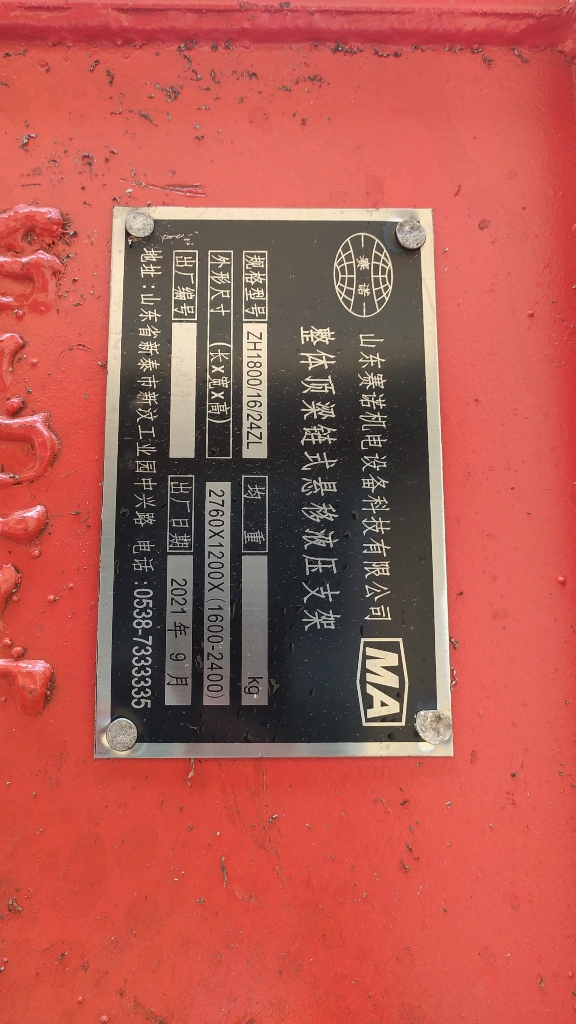 赛诺
山东赛诺机电设备科技有限公司
MA
整体顶梁链式悬移液压支架
规格型号 ZH1800/16/24ZL 均重 kg
外形尺寸 (长X宽X高) 2760X1200X(1600-2400)
出厂编号 出厂日期 2021年9月
地址:山东省新泰市新汶工业园中兴路 电话:0538-7333335